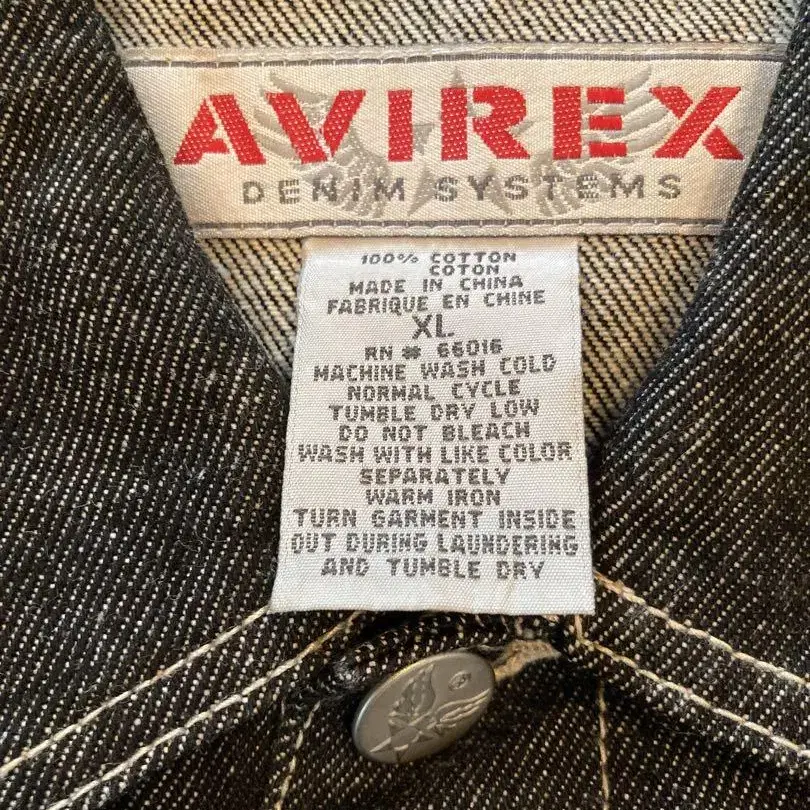 AVIREX
DENIM SYSTEMS
100% COTTON
COTON
MADE IN CHINA
FABRIQUE EN CHINE
XL
RN # 66016
MACHINE WASH COLD
NORMAL CYCLE
TUMBLE DRY LOW
DO NOT BLEACH
WASH WITH LIKE COLOR
SEPARATELY
WARM IRON
TURN GARMENT INSIDE
OUT DURING LAUNDERING
AND TUMBLE DRY